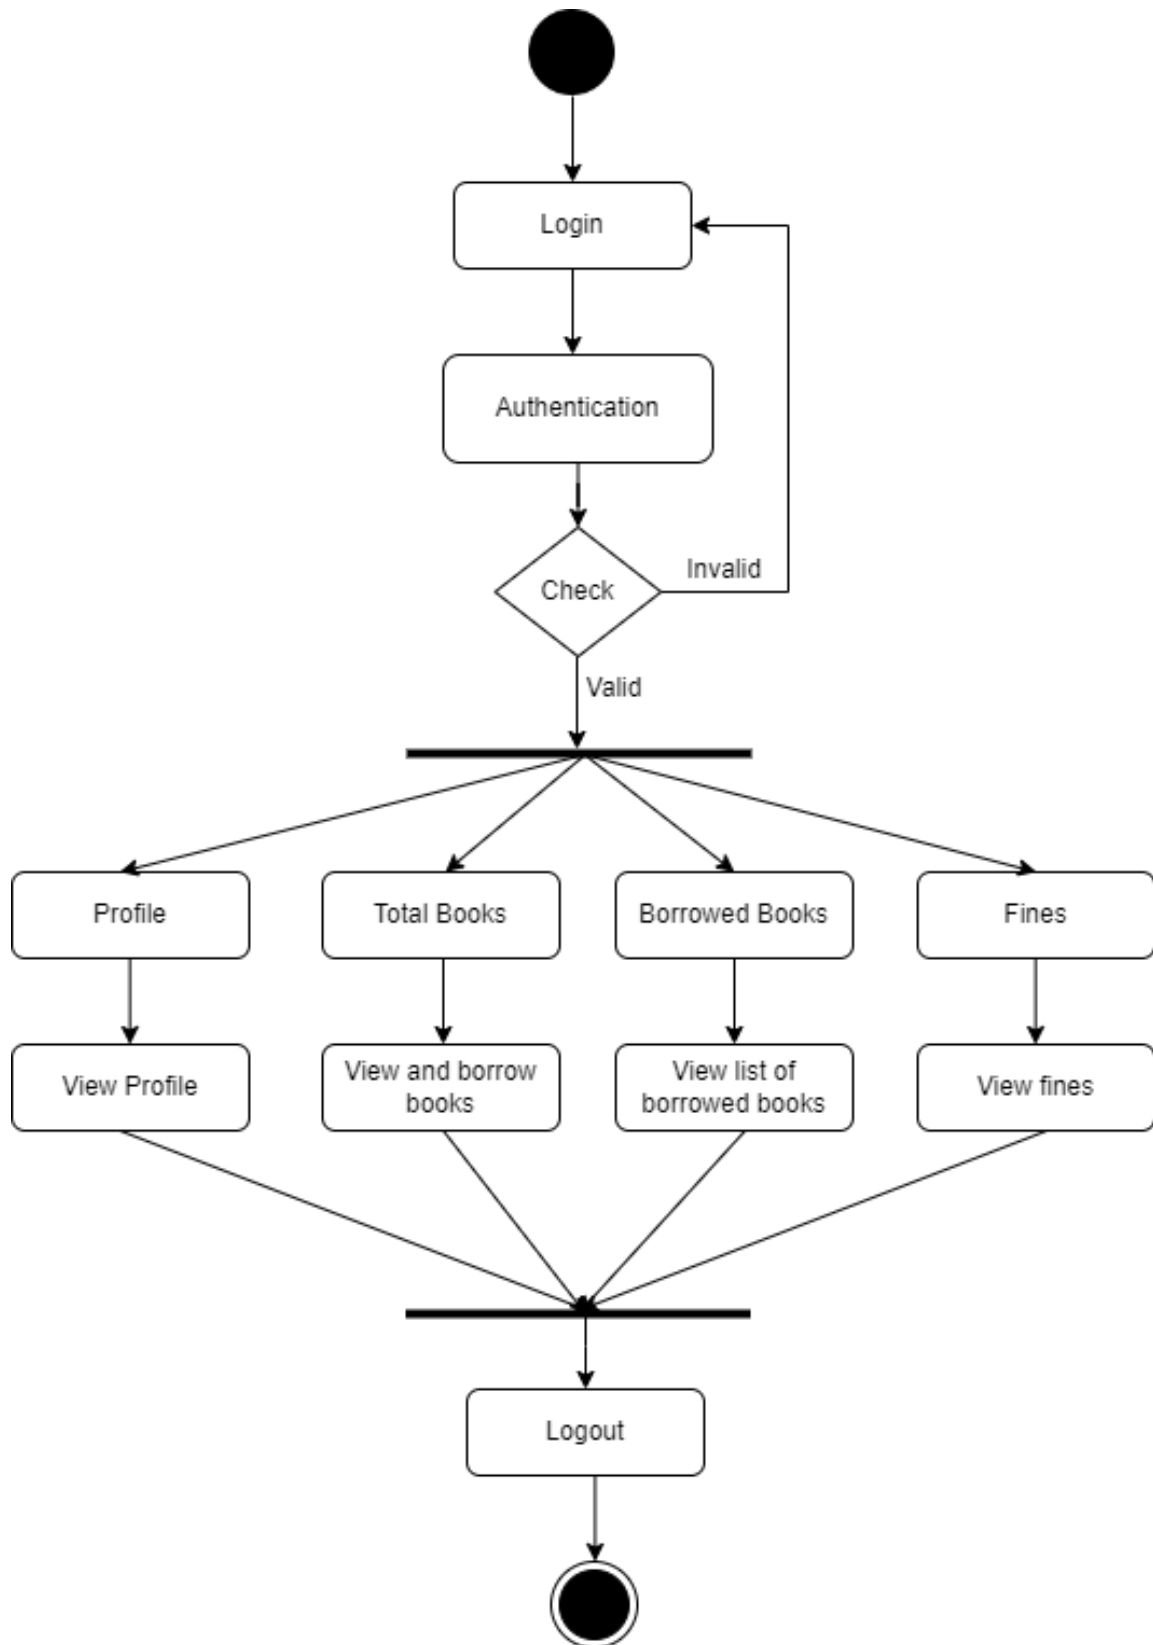 Login
Authentication
Check
Invalid
Valid
Profile
Total Books
Borrowed Books
Fines
View Profile
View and borrow
books
View list of
borrowed books
View fines
Logout